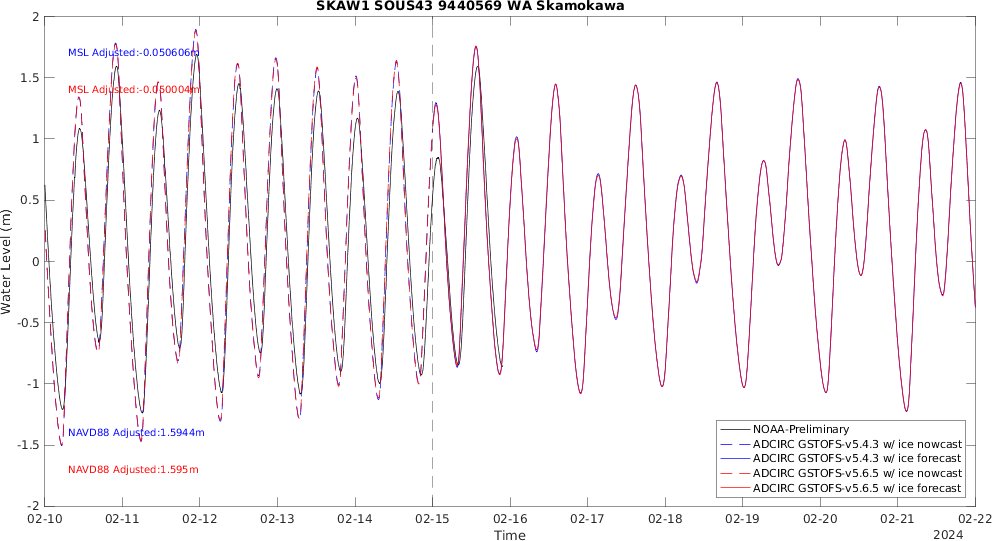 SKAW1 SOUS43 9440569 WA Skamokawa
MSL Adjusted:-0.050606m
MSL Adjusted:-0.050004m
NAVD88 Adjusted:1.5944m
NAVD88 Adjusted:1.595m
Water Level (m)
2
1.5
1
0.5
0
-0.5
-1
-1.5
-2
NOAA-Preliminary
ADCIRC GSTOFS-v5.4.3 w/ ice nowcast
ADCIRC GSTOFS-v5.4.3 w/ ice forecast
ADCIRC GSTOFS-v5.6.5 w/ ice nowcast
ADCIRC GSTOFS-v5.6.5 w/ ice forecast
02-10 02-11 02-12 02-13 02-14 02-15 02-16 02-17 02-18 02-19 02-20 02-21 02-22
Time
2024